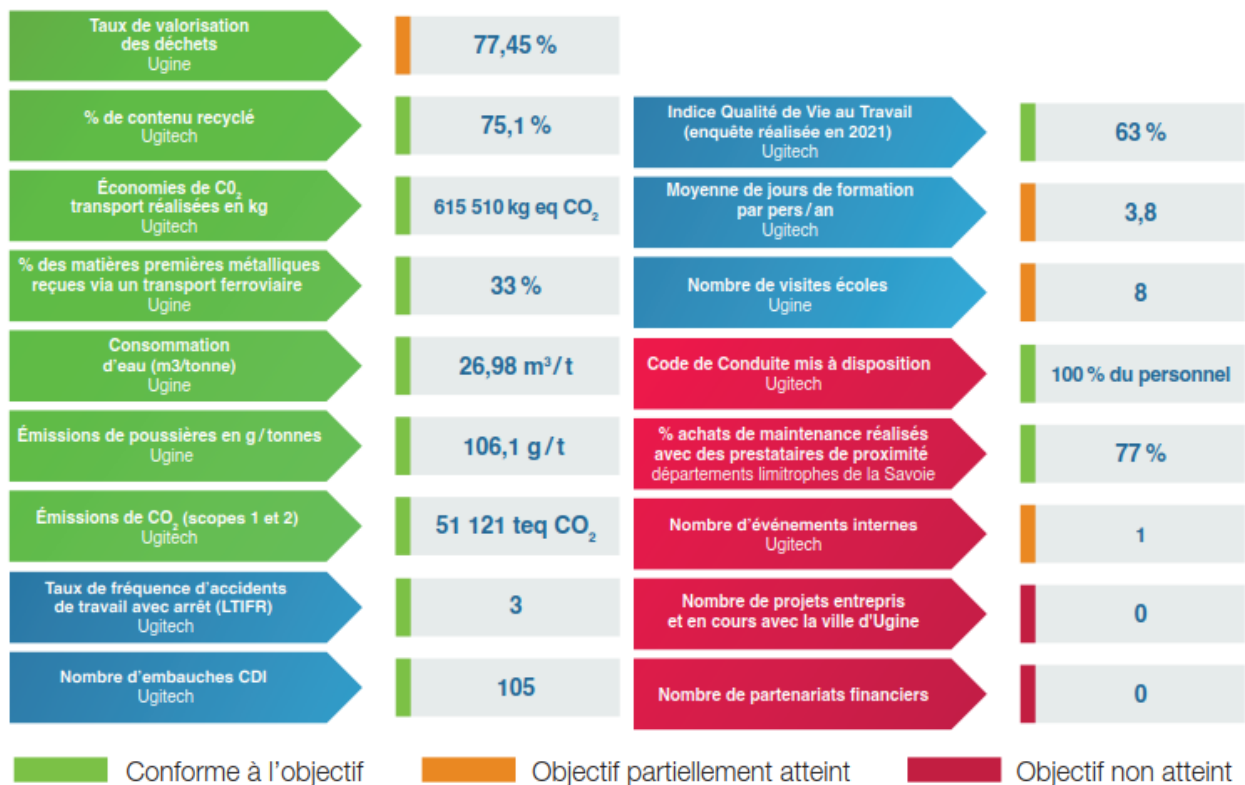 Taux de valorisation
des déchets
Ugine
77,45 %
% de contenu recyclé
Ugitech
75,1 %
Économies de C0₂
transport réalisées en kg
Ugitech
615 510 kg eq CO₂
% des matières premières métalliques
reçues via un transport ferroviaire
Ugine
33 %
Consommation
d'eau (m3/tonne)
Ugine
26,98 m³/t
Émissions de poussières en g/tonnes
Ugine
106,1 g/t
Émissions de CO₂ (scopes 1 et 2)
Ugitech
51 121 teq CO₂
Taux de fréquence d'accidents
de travail avec arrêt (LTIFR)
Ugitech
3
Nombre d'embauches CDI
Ugitech
105
Indice Qualité de Vie au Travail
(enquête réalisée en 2021)
Ugitech
63 %
Moyenne de jours de formation
par pers/an
Ugitech
3,8
Nombre de visites écoles
Ugine
8
Code de Conduite mis à disposition
Ugitech
100 % du personnel
% achats de maintenance réalisés
avec des prestataires de proximité
départements limitrophes de la Savoie
77 %
Nombre d'événements internes
Ugitech
1
Nombre de projets entrepris
et en cours avec la ville d'Ugine
0
Nombre de partenariats financiers
0
Conforme à l'objectif
Objectif partiellement atteint
Objectif non atteint